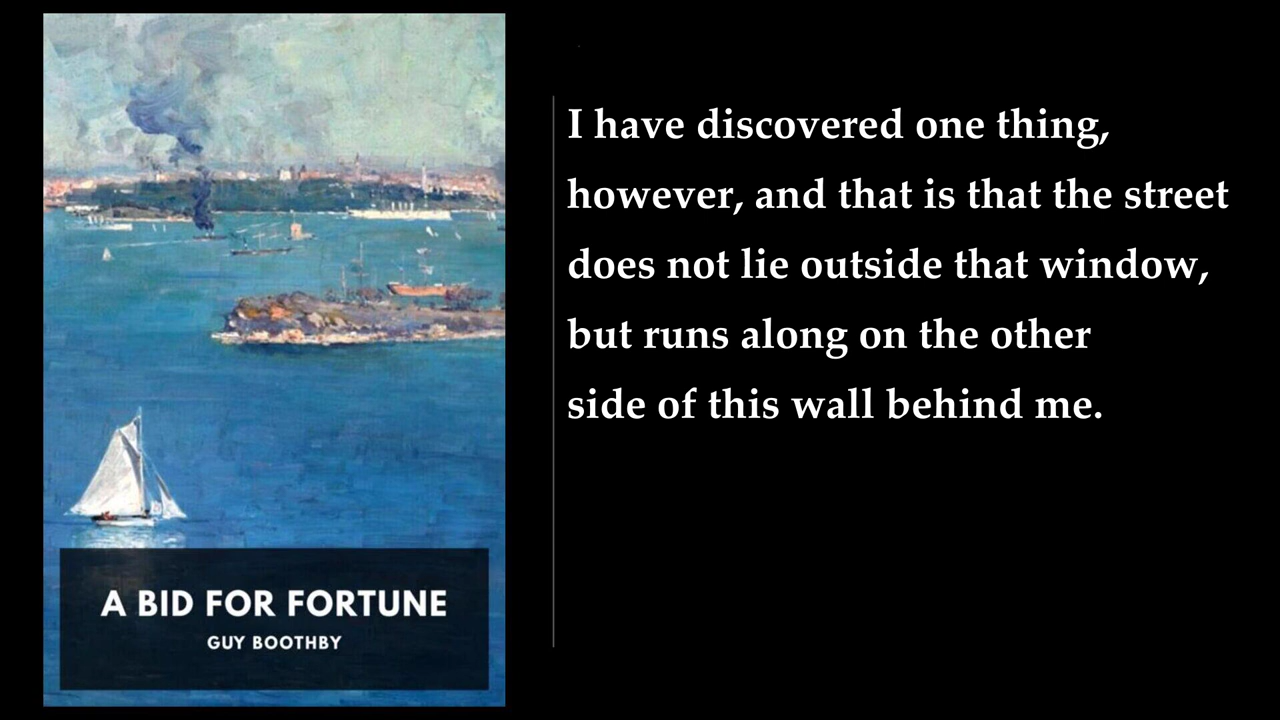 A BID FOR FORTUNE
GUY BOOTHBY
I have discovered one thing,
however, and that is that the street
does not lie outside that window,
but runs along on the other
side of this wall behind me.